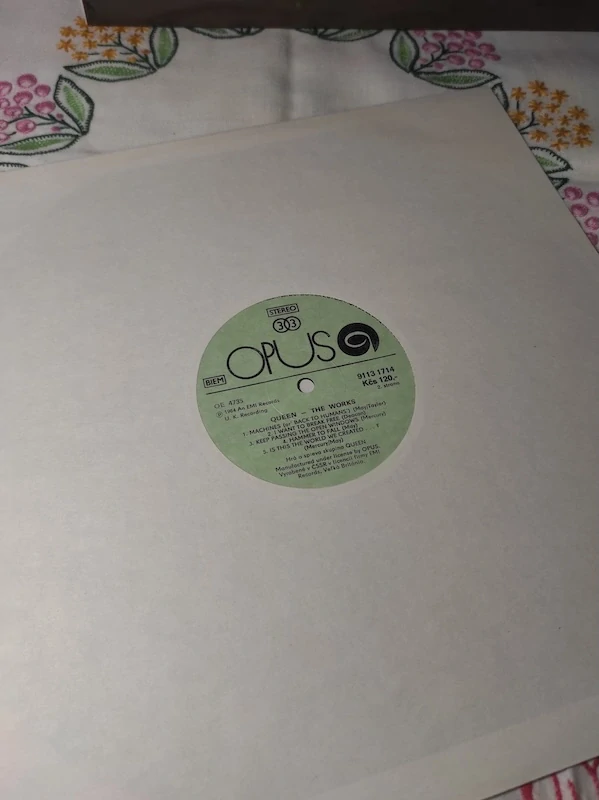 STEREO
33
OPUS
BIEM
9113 1714
Kčs 120.-
2. strana
OE 4735
℗ 1984 An EMI Records
U. K. Recording
QUEEN – THE WORKS
1. MACHINES (or' BACK TO HUMANS') (May/Taylor)
2. I WANT TO BREAK FREE (Deacon)
3. KEEP PASSING THE OPEN WINDOWS (Mercury)
4. HAMMER TO FALL (May)
5. IS THIS THE WORLD WE CREATED . . . ?
(Mercury/May)
Hrá a spieva skupina QUEEN
Manufactured under license by OPUS.
Vyrobené v ČSSR v licencii firmy EMI
Records, Veľká Británia.